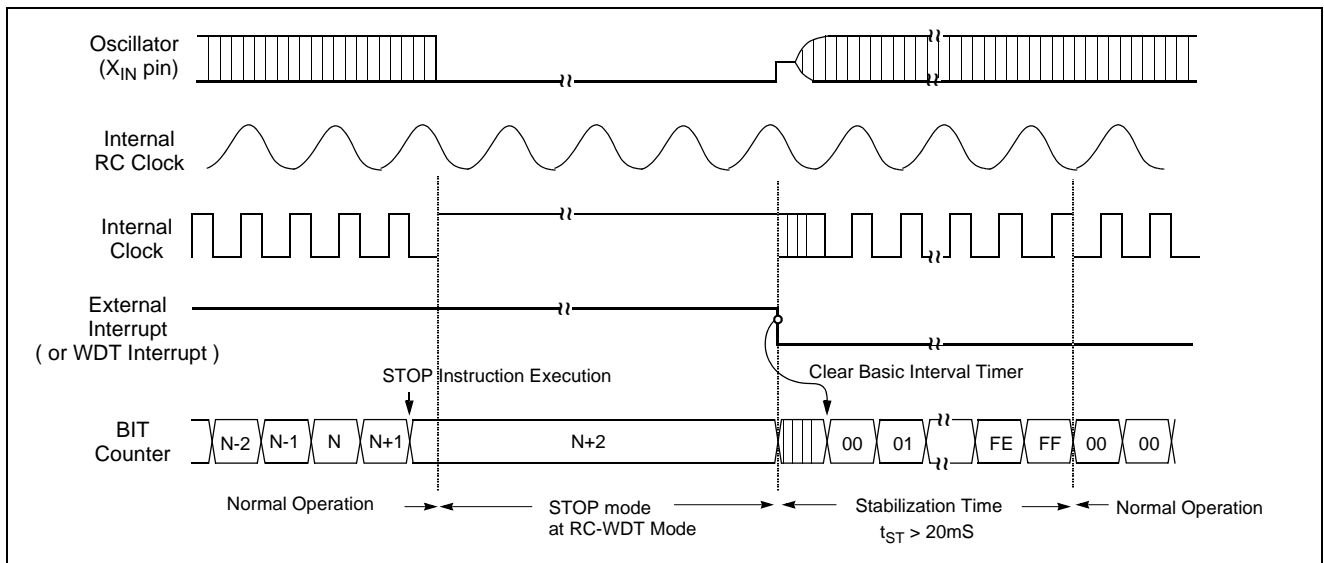 Oscillator
(XIN pin)
Internal
RC Clock
Internal
Clock
External
Interrupt
( or WDT Interrupt )
STOP Instruction Execution
Clear Basic Interval Timer
BIT
Counter
N-2 N-1 N N+1 N+2 00 01 FE FF 00 00
Normal Operation
STOP mode
at RC-WDT Mode
Stabilization Time
tST > 20mS
Normal Operation